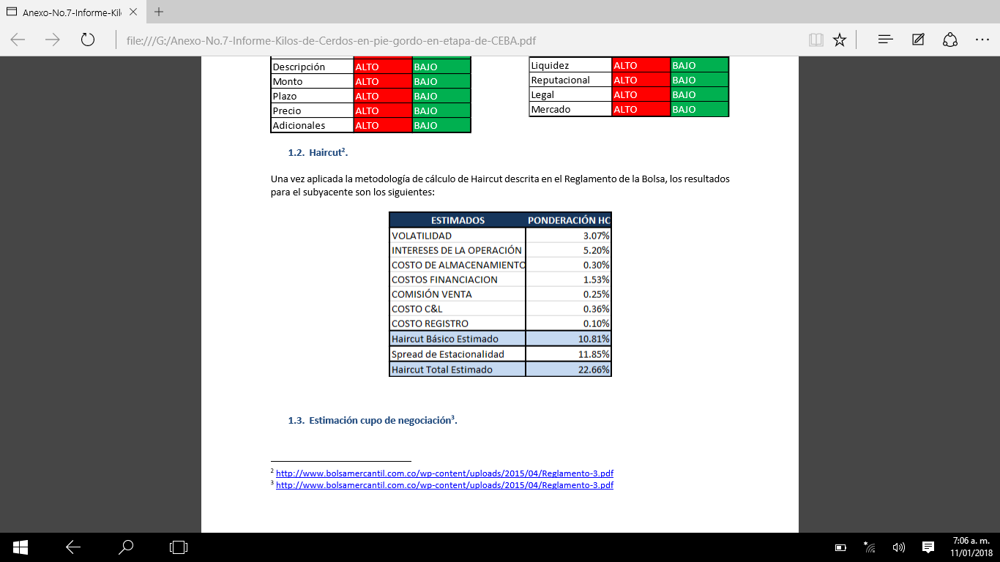 Anexo-No.7-Informe-Kil
file:///G:/Anexo-No.7-Informe-Kilos-de-Cerdos-en-pie-gordo-en-etapa-de-CEBA.pdf
Descripción ALTO BAJO
Monto ALTO BAJO
Plazo ALTO BAJO
Precio ALTO BAJO
Adicionales ALTO BAJO
Liquidez ALTO BAJO
Reputacional ALTO BAJO
Legal ALTO BAJO
Mercado ALTO BAJO
1.2. Haircut².
Una vez aplicada la metodología de cálculo de Haircut descrita en el Reglamento de la Bolsa, los resultados
para el subyacente son los siguientes:
ESTIMADOS PONDERACIÓN HC
VOLATILIDAD 3.07%
INTERESES DE LA OPERACIÓN 5.20%
COSTO DE ALMACENAMIENTO 0.30%
COSTOS FINANCIACION 1.53%
COMISIÓN VENTA 0.25%
COSTO C&L 0.36%
COSTO REGISTRO 0.10%
Haircut Básico Estimado 10.81%
Spread de Estacionalidad 11.85%
Haircut Total Estimado 22.66%
1.3. Estimación cupo de negociación³.
² http://www.bolsamercantil.com.co/wp-content/uploads/2015/04/Reglamento-3.pdf
³ http://www.bolsamercantil.com.co/wp-content/uploads/2015/04/Reglamento-3.pdf
7:06 a. m.
11/01/2018